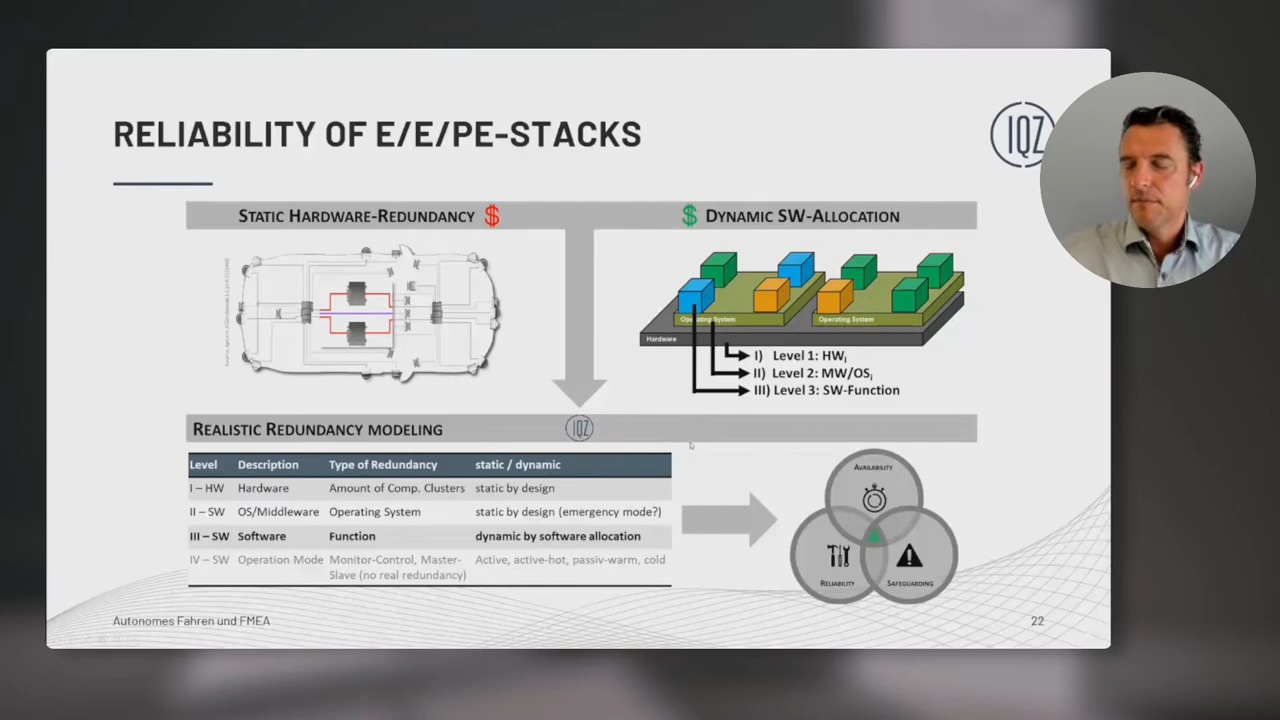 RELIABILITY OF E/E/PE-STACKS
IQZ
STATIC HARDWARE-REDUNDANCY $
$ DYNAMIC SW-ALLOCATION
Operating System
Operating System
Hardware
I) Level 1: HWi
II) Level 2: MW/OSi
III) Level 3: SW-Function
REALISTIC REDUNDANCY MODELING
IQZ
Level Description Type of Redundancy static / dynamic
I – HW Hardware Amount of Comp. Clusters static by design
II – SW OS/Middleware Operating System static by design (emergency mode?)
III – SW Software Function dynamic by software allocation
IV – SW Operation Mode Monitor-Control, Master- Active, active-hot, passiv-warm, cold
Slave (no real redundancy)
AVAILABILITY
RELIABILITY
SAFEGUARDING
Autonomes Fahren und FMEA
22